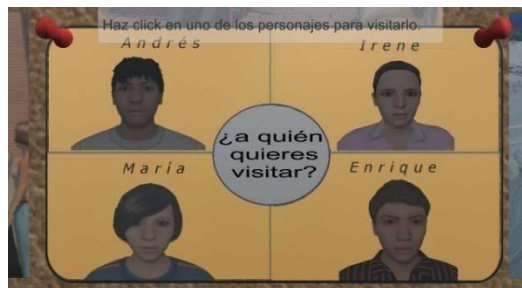 Haz click en uno de los personajes para visitarlo.
Andrés
Irene
¿a quién
quieres
visitar?
María
Enrique